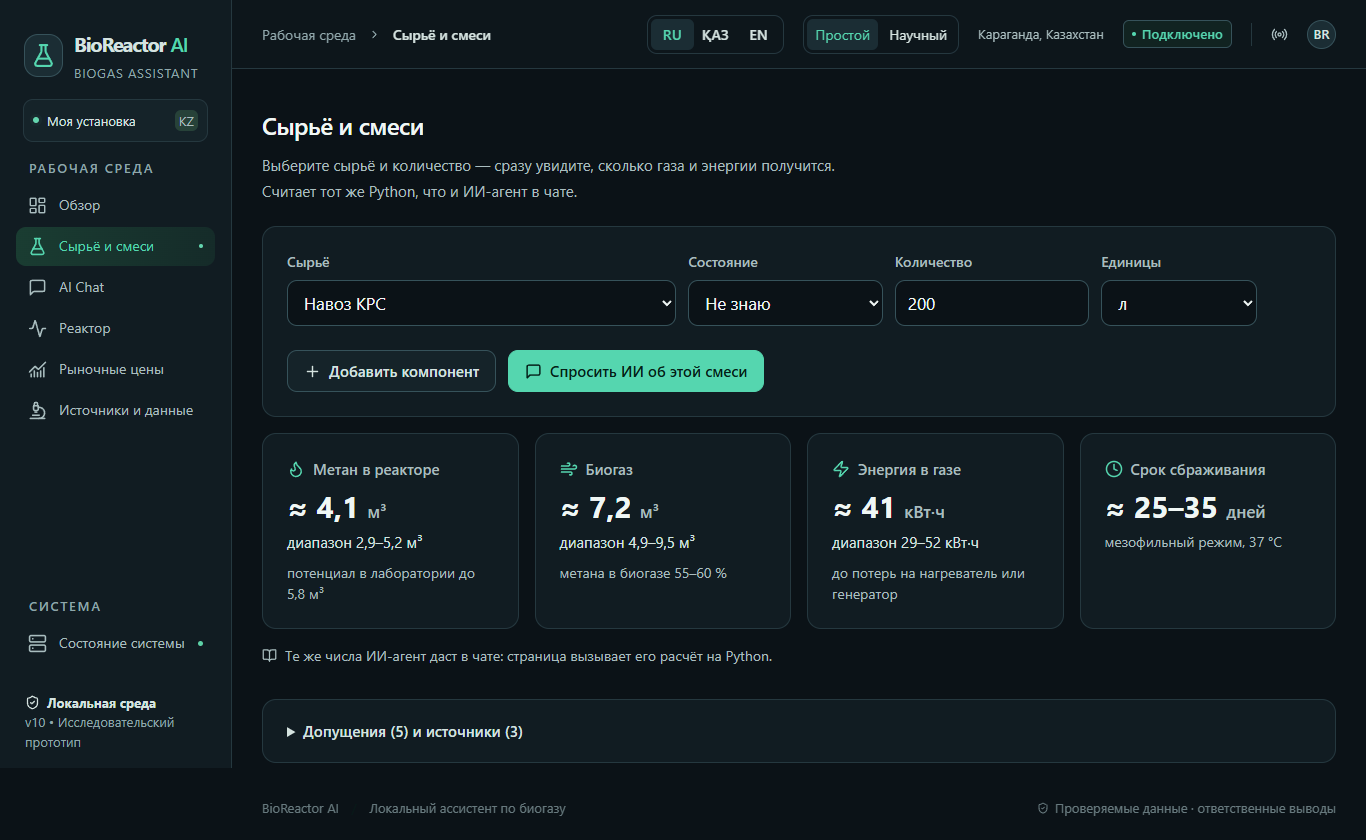 BioReactor AI
BIOGAS ASSISTANT
Моя установка KZ
РАБОЧАЯ СРЕДА
Обзор
Сырьё и смеси
AI Chat
Реактор
Рыночные цены
Источники и данные
СИСТЕМА
Состояние системы
Локальная среда
v10 • Исследовательский
прототип
Рабочая среда > Сырьё и смеси
RU ҚАЗ EN
Простой Научный
Караганда, Казахстан
• Подключено
BR
Сырьё и смеси
Выберите сырьё и количество — сразу увидите, сколько газа и энергии получится.
Считает тот же Python, что и ИИ-агент в чате.
Сырьё Состояние Количество Единицы
Навоз КРС Не знаю 200 л
+ Добавить компонент Спросить ИИ об этой смеси
Метан в реакторе
≈ 4,1 м³
диапазон 2,9–5,2 м³
потенциал в лаборатории до
5,8 м³
Биогаз
≈ 7,2 м³
диапазон 4,9–9,5 м³
метана в биогазе 55–60 %
Энергия в газе
≈ 41 кВт·ч
диапазон 29–52 кВт·ч
до потерь на нагреватель или
генератор
Срок сбраживания
≈ 25–35 дней
мезофильный режим, 37 °C
Те же числа ИИ-агент даст в чате: страница вызывает его расчёт на Python.
▶ Допущения (5) и источники (3)
BioReactor AI / Локальный ассистент по биогазу
Проверяемые данные · ответственные выводы